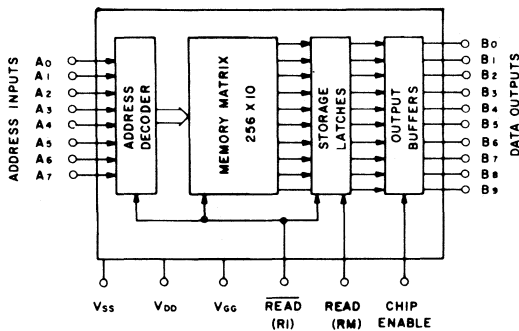 ADDRESS INPUTS
A0
A1
A2
A3
A4
A5
A6
A7
ADDRESS
DECODER
MEMORY MATRIX
256 X 10
STORAGE
LATCHES
OUTPUT
BUFFERS
B0
B1
B2
B3
B4
B5
B6
B7
B8
B9
DATA OUTPUTS
VSS
VDD
VGG
READ
(RI)
READ
(RM)
CHIP
ENABLE